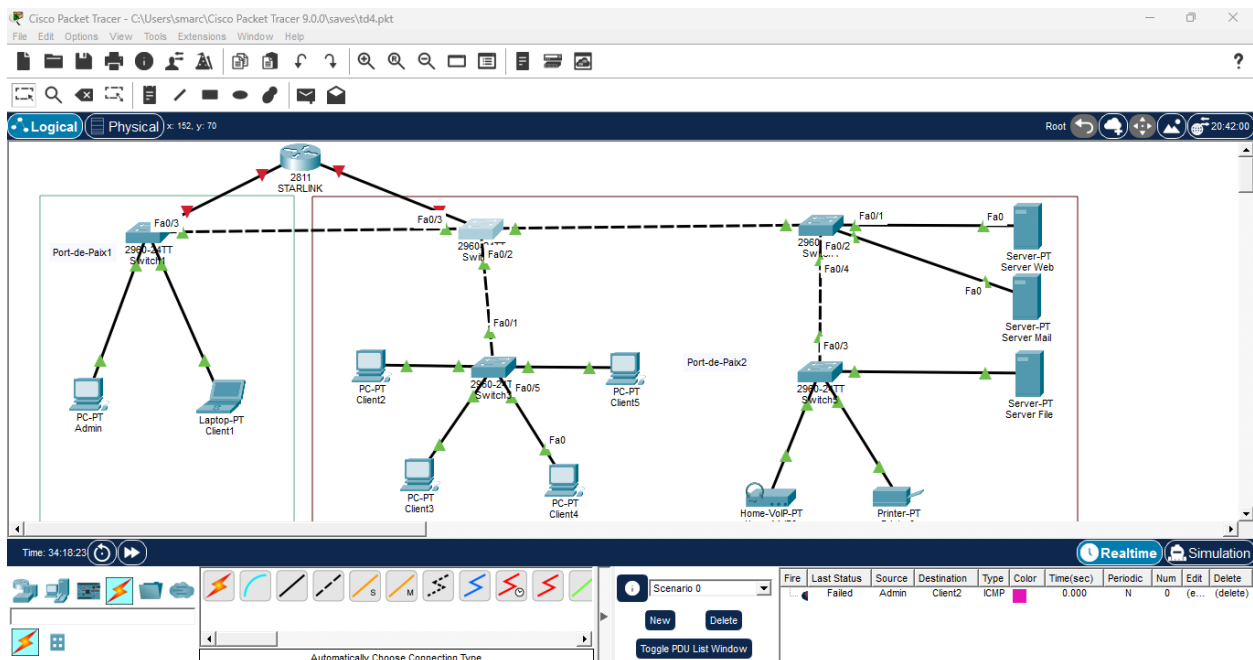 Cisco Packet Tracer - C:\Users\smarc\Cisco Packet Tracer 9.0.0\saves\td4.pkt
File Edit Options View Tools Extensions Window Help
?
Logical Physical x: 152, y: 70 Root 20:42:00
2811
STARLINK
Fa0/3
Port-de-Paix1
2960-24TT
Switch1
Fa0/3
Fa0/2
Fa0/1
Fa0
2960
Fa0/2
Fa0/4
Server-PT
Server Web
Fa0
Server-PT
Server Mail
Fa0/1
Fa0/3
Port-de-Paix2
PC-PT
Client2
Fa0/5
Switch3
PC-PT
Client5
2960-24TT
Switch5
Server-PT
Server File
PC-PT
Admin
Laptop-PT
Client1
Fa0
PC-PT
Client3
PC-PT
Client4
Home-VoIP-PT
Printer-PT
Time: 34:18:23 Realtime Simulation
S M
Scenario 0
New Delete
Toggle PDU List Window
Fire Last Status Source Destination Type Color Time(sec) Periodic Num Edit Delete
Failed Admin Client2 ICMP 0.000 N 0 (e... (delete)
Automatically Choose Connection Type